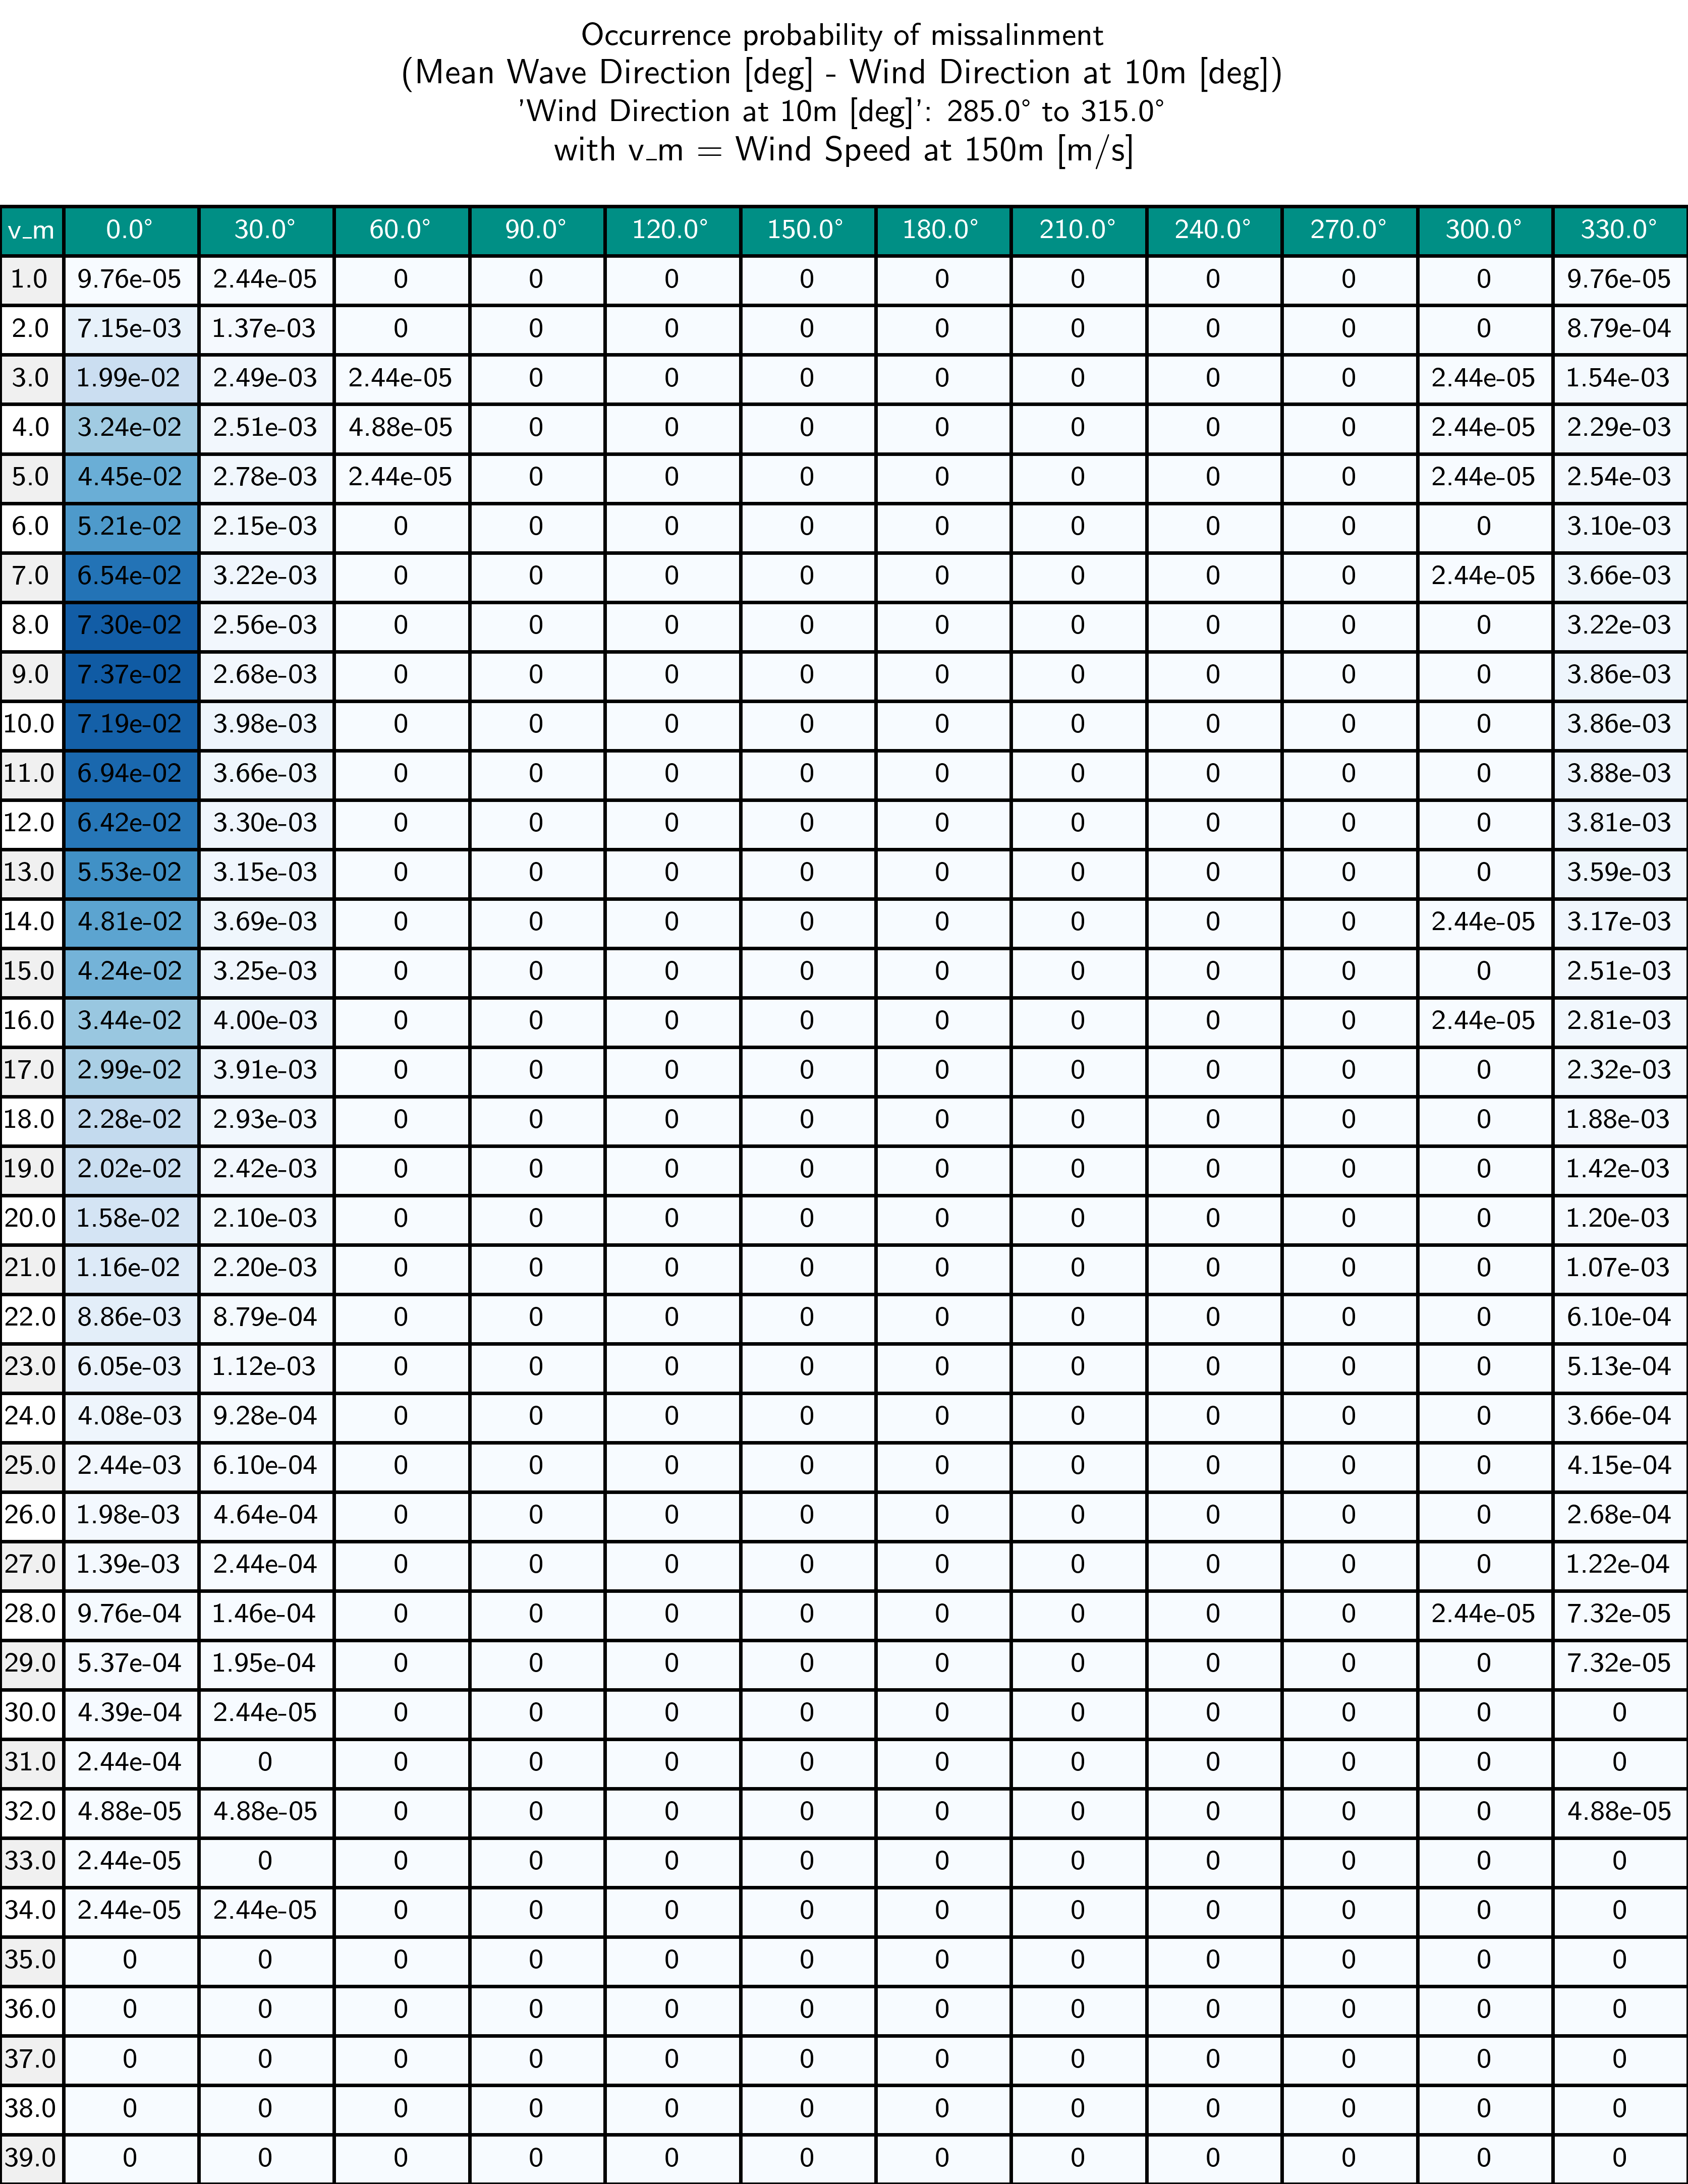 Occurrence probability of missalinment
(Mean Wave Direction [deg] - Wind Direction at 10m [deg])
'Wind Direction at 10m [deg]': 285.0° to 315.0°
with v_m = Wind Speed at 150m [m/s]
v_m 0.0° 30.0° 60.0° 90.0° 120.0° 150.0° 180.0° 210.0° 240.0° 270.0° 300.0° 330.0°
1.0 9.76e-05 2.44e-05 0 0 0 0 0 0 0 0 0 9.76e-05
2.0 7.15e-03 1.37e-03 0 0 0 0 0 0 0 0 0 8.79e-04
3.0 1.99e-02 2.49e-03 2.44e-05 0 0 0 0 0 0 0 2.44e-05 1.54e-03
4.0 3.24e-02 2.51e-03 4.88e-05 0 0 0 0 0 0 0 2.44e-05 2.29e-03
5.0 4.45e-02 2.78e-03 2.44e-05 0 0 0 0 0 0 0 2.44e-05 2.54e-03
6.0 5.21e-02 2.15e-03 0 0 0 0 0 0 0 0 0 3.10e-03
7.0 6.54e-02 3.22e-03 0 0 0 0 0 0 0 0 2.44e-05 3.66e-03
8.0 7.30e-02 2.56e-03 0 0 0 0 0 0 0 0 0 3.22e-03
9.0 7.37e-02 2.68e-03 0 0 0 0 0 0 0 0 0 3.86e-03
10.0 7.19e-02 3.98e-03 0 0 0 0 0 0 0 0 0 3.86e-03
11.0 6.94e-02 3.66e-03 0 0 0 0 0 0 0 0 0 3.88e-03
12.0 6.42e-02 3.30e-03 0 0 0 0 0 0 0 0 0 3.81e-03
13.0 5.53e-02 3.15e-03 0 0 0 0 0 0 0 0 0 3.59e-03
14.0 4.81e-02 3.69e-03 0 0 0 0 0 0 0 0 2.44e-05 3.17e-03
15.0 4.24e-02 3.25e-03 0 0 0 0 0 0 0 0 0 2.51e-03
16.0 3.44e-02 4.00e-03 0 0 0 0 0 0 0 0 2.44e-05 2.81e-03
17.0 2.99e-02 3.91e-03 0 0 0 0 0 0 0 0 0 2.32e-03
18.0 2.28e-02 2.93e-03 0 0 0 0 0 0 0 0 0 1.88e-03
19.0 2.02e-02 2.42e-03 0 0 0 0 0 0 0 0 0 1.42e-03
20.0 1.58e-02 2.10e-03 0 0 0 0 0 0 0 0 0 1.20e-03
21.0 1.16e-02 2.20e-03 0 0 0 0 0 0 0 0 0 1.07e-03
22.0 8.86e-03 8.79e-04 0 0 0 0 0 0 0 0 0 6.10e-04
23.0 6.05e-03 1.12e-03 0 0 0 0 0 0 0 0 0 5.13e-04
24.0 4.08e-03 9.28e-04 0 0 0 0 0 0 0 0 0 3.66e-04
25.0 2.44e-03 6.10e-04 0 0 0 0 0 0 0 0 0 4.15e-04
26.0 1.98e-03 4.64e-04 0 0 0 0 0 0 0 0 0 2.68e-04
27.0 1.39e-03 2.44e-04 0 0 0 0 0 0 0 0 0 1.22e-04
28.0 9.76e-04 1.46e-04 0 0 0 0 0 0 0 0 2.44e-05 7.32e-05
29.0 5.37e-04 1.95e-04 0 0 0 0 0 0 0 0 0 7.32e-05
30.0 4.39e-04 2.44e-05 0 0 0 0 0 0 0 0 0 0
31.0 2.44e-04 0 0 0 0 0 0 0 0 0 0 0
32.0 4.88e-05 4.88e-05 0 0 0 0 0 0 0 0 0 4.88e-05
33.0 2.44e-05 0 0 0 0 0 0 0 0 0 0 0
34.0 2.44e-05 2.44e-05 0 0 0 0 0 0 0 0 0 0
35.0 0 0 0 0 0 0 0 0 0 0 0 0
36.0 0 0 0 0 0 0 0 0 0 0 0 0
37.0 0 0 0 0 0 0 0 0 0 0 0 0
38.0 0 0 0 0 0 0 0 0 0 0 0 0
39.0 0 0 0 0 0 0 0 0 0 0 0 0